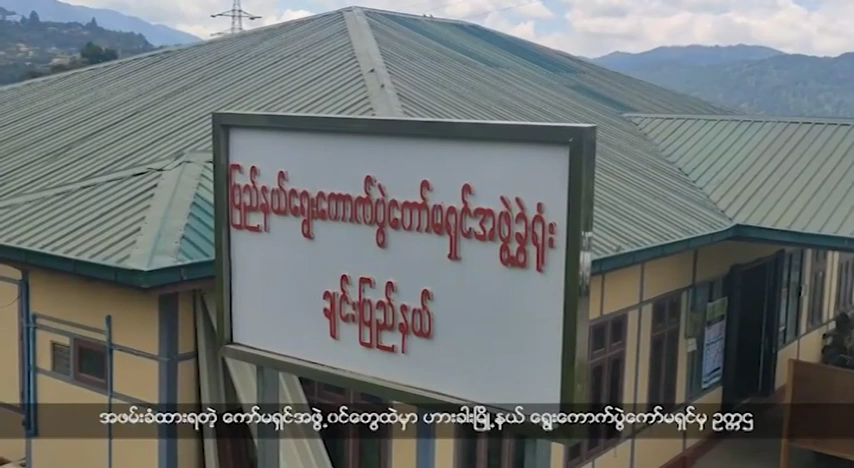 ပြည်နယ်ရွေးကောက်ပွဲကော်မရှင်အဖွဲ့ခွဲရုံး
ချင်းပြည်နယ်
အဖမ်းခံထားရတဲ့ ကော်မရှင်အဖွဲ့ဝင်တွေထဲမှာ ဟားခါးမြို့နယ် ရွေးကောက်ပွဲကော်မရှင်မှ ဥက္ကဌ